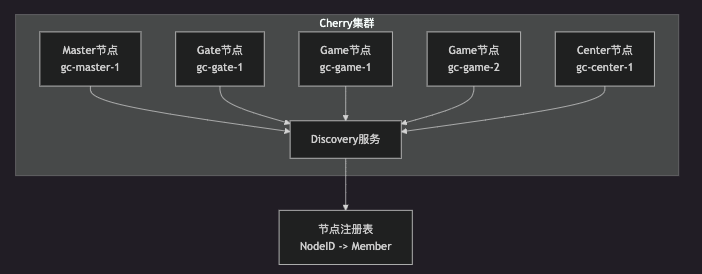 Cherry集群
Master节点
gc-master-1
Gate节点
gc-gate-1
Game节点
gc-game-1
Game节点
gc-game-2
Center节点
gc-center-1
Discovery服务
节点注册表
NodeID -> Member